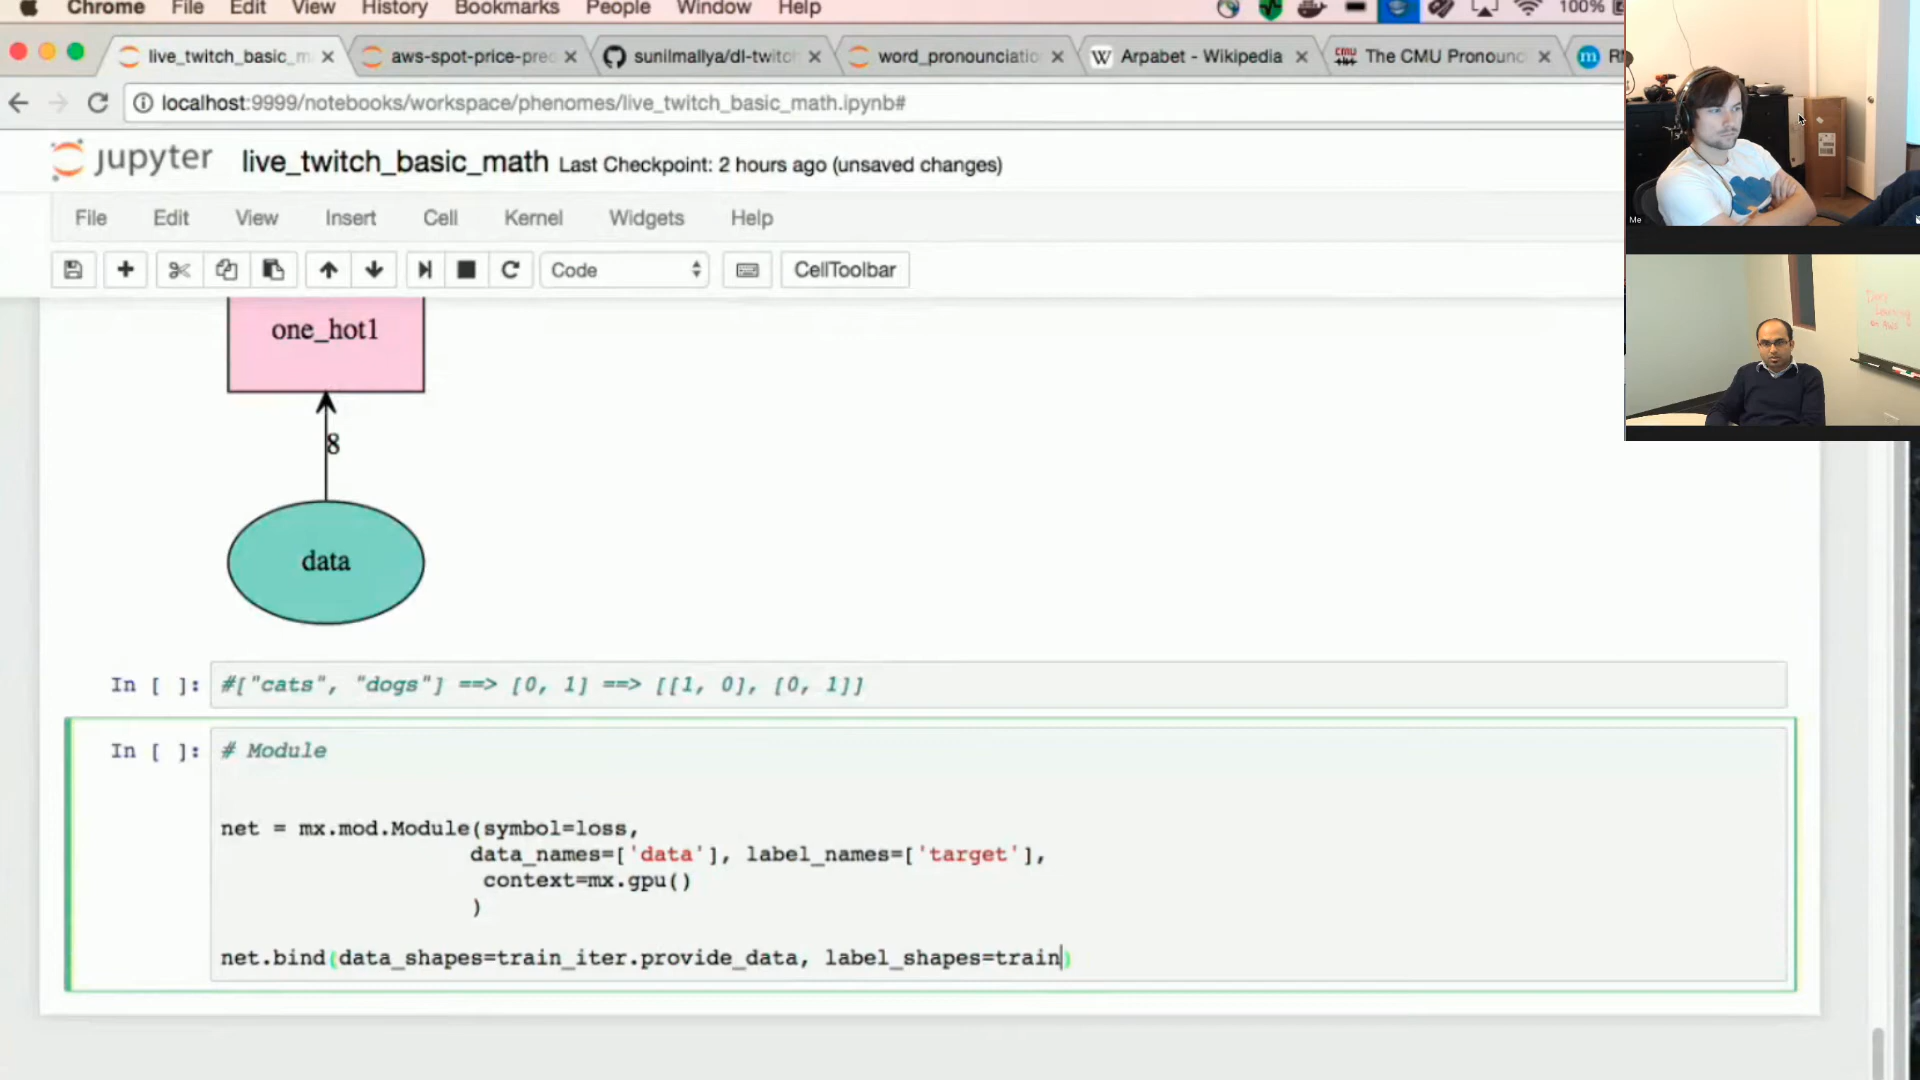 Chrome File Edit View History Bookmarks People Window Help 100%
live_twitch_basic_m aws-spot-price-pre sunilmallya/dl-twitc word_pronounciatio W Arpabet - Wikipedia CMU The CMU Pronounc m
localhost:9999/notebooks/workspace/phenomes/live_twitch_basic_math.ipynb#
jupyter live_twitch_basic_math Last Checkpoint: 2 hours ago (unsaved changes)
File Edit View Insert Cell Kernel Widgets Help
Code CellToolbar
Me
one_hot1
8
data
In [ ]: #["cats", "dogs"] ==> [0, 1] ==> [[1, 0], [0, 1]]
In [ ]: # Module
net = mx.mod.Module(symbol=loss,
data_names=['data'], label_names=['target'],
context=mx.gpu()
)
net.bind(data_shapes=train_iter.provide_data, label_shapes=train)